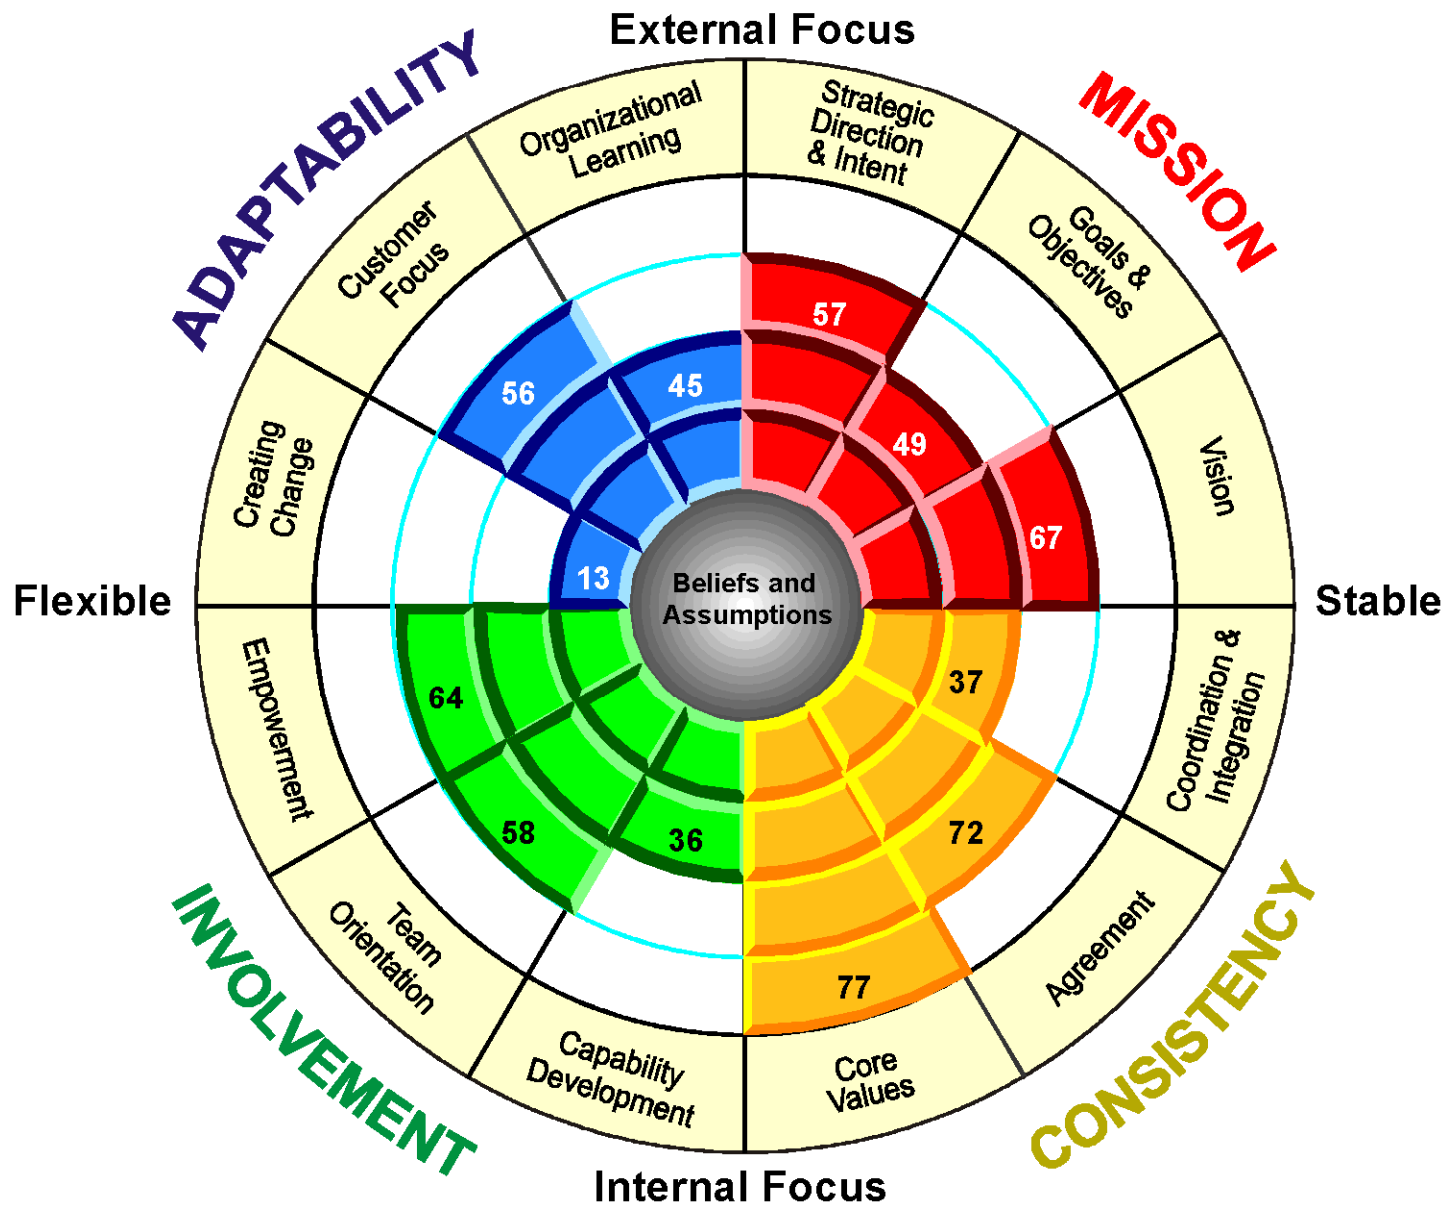 External Focus
ADAPTABILITY
MISSION
Organizational
Learning
Strategic
Direction
& Intent
Customer
Focus
Goals &
Objectives
57
56
45
49
Creating
Change
Vision
67
13
Beliefs and
Assumptions
Flexible
Stable
Empowerment
64
37
Coordination &
Integration
58
36
72
Team
Orientation
Agreement
77
INVOLVEMENT
CONSISTENCY
Capability
Development
Core
Values
Internal Focus